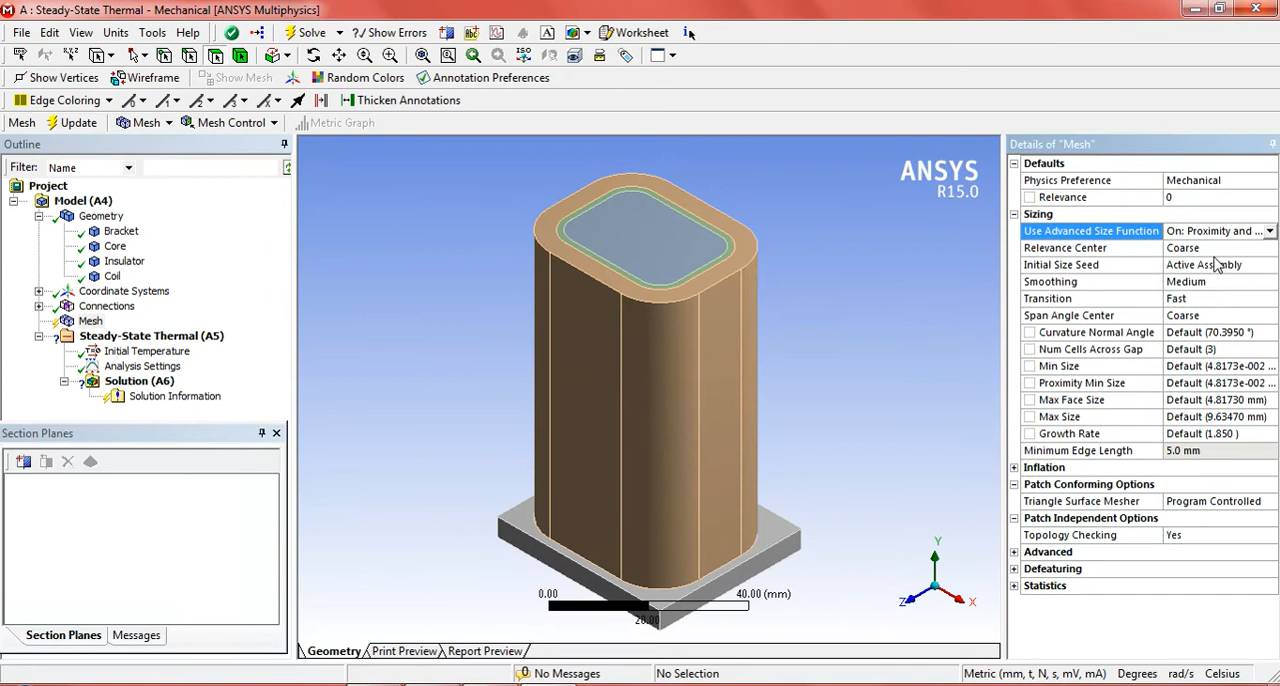 A : Steady-State Thermal - Mechanical [ANSYS Multiphysics]
File Edit View Units Tools Help Solve ?/ Show Errors Worksheet
Show Vertices Wireframe Show Mesh Random Colors Annotation Preferences
Edge Coloring Thicken Annotations
Mesh Update Mesh Mesh Control Metric Graph
Outline
Filter: Name
Project
Model (A4)
Geometry
Bracket
Core
Insulator
Coil
Coordinate Systems
Connections
Mesh
Steady-State Thermal (A5)
Initial Temperature
Analysis Settings
Solution (A6)
Solution Information
Section Planes
Section Planes Messages
ANSYS
R15.0
0.00 40.00 (mm)
20.00
Y
Z X
Geometry Print Preview Report Preview
Details of "Mesh"
Defaults
Physics Preference Mechanical
Relevance 0
Sizing
Use Advanced Size Function On: Proximity and ...
Relevance Center Coarse
Initial Size Seed Active Assembly
Smoothing Medium
Transition Fast
Span Angle Center Coarse
Curvature Normal Angle Default (70.3950 °)
Num Cells Across Gap Default (3)
Min Size Default (4.8173e-002 ...
Proximity Min Size Default (4.8173e-002 ...
Max Face Size Default (4.81730 mm)
Max Size Default (9.63470 mm)
Growth Rate Default (1.850 )
Minimum Edge Length 5.0 mm
Inflation
Patch Conforming Options
Triangle Surface Mesher Program Controlled
Patch Independent Options
Topology Checking Yes
Advanced
Defeaturing
Statistics
0 No Messages No Selection Metric (mm, t, N, s, mV, mA) Degrees rad/s Celsius